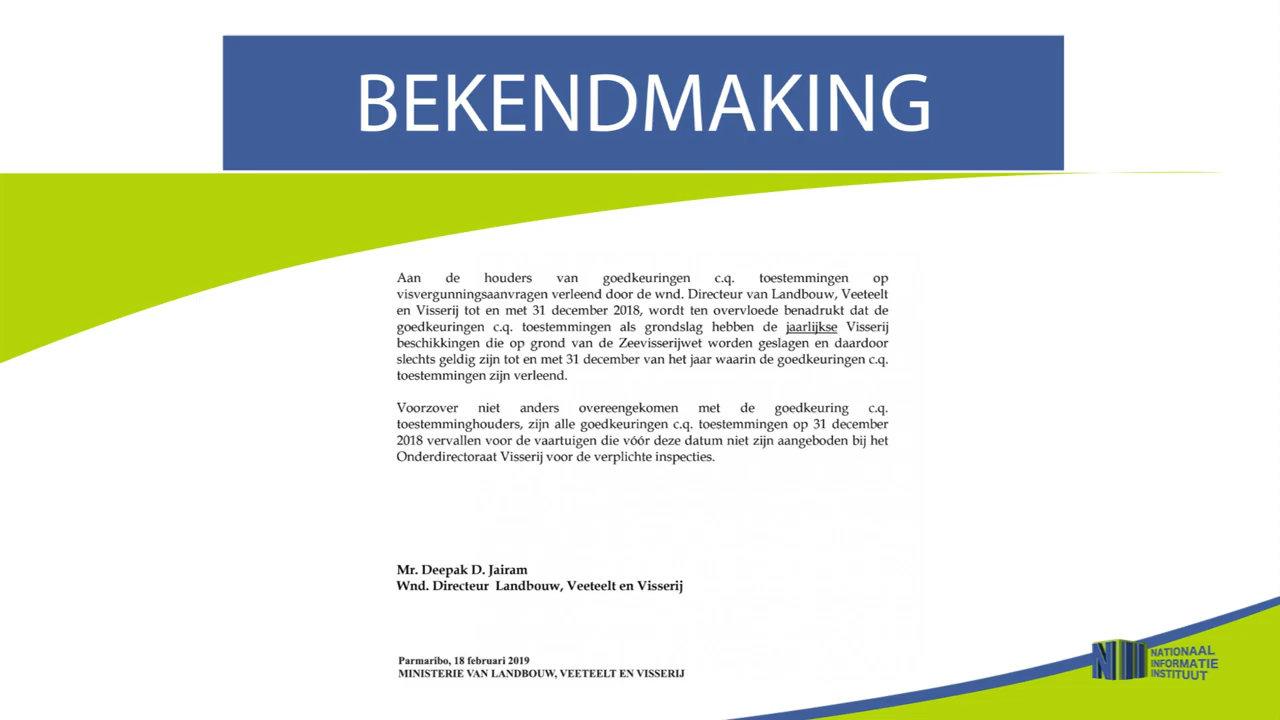 BEKENDMAKING
Aan de houders van goedkeuringen c.q. toestemmingen op
visvergunningsaanvragen verleend door de wnd. Directeur van Landbouw, Veeteelt
en Visserij tot en met 31 december 2018, wordt ten overvloede benadrukt dat de
goedkeuringen c.q. toestemmingen als grondslag hebben de jaarlijkse Visserij
beschikkingen die op grond van de Zeevisserijwet worden geslagen en daardoor
slechts geldig zijn tot en met 31 december van het jaar waarin de goedkeuringen c.q.
toestemmingen zijn verleend.
Voorzover niet anders overeengekomen met de goedkeuring c.q.
toestemminghouders, zijn alle goedkeuringen c.q. toestemmingen op 31 december
2018 vervallen voor de vaartuigen die vóór deze datum niet zijn aangeboden bij het
Onderdirectoraat Visserij voor de verplichte inspecties.
Mr. Deepak D. Jairam
Wnd. Directeur Landbouw, Veeteelt en Visserij
Parmaribo, 18 februari 2019
MINISTERIE VAN LANDBOUW, VEETEELT EN VISSERIJ
NII NATIONAAL
INFORMATIE
INSTITUUT